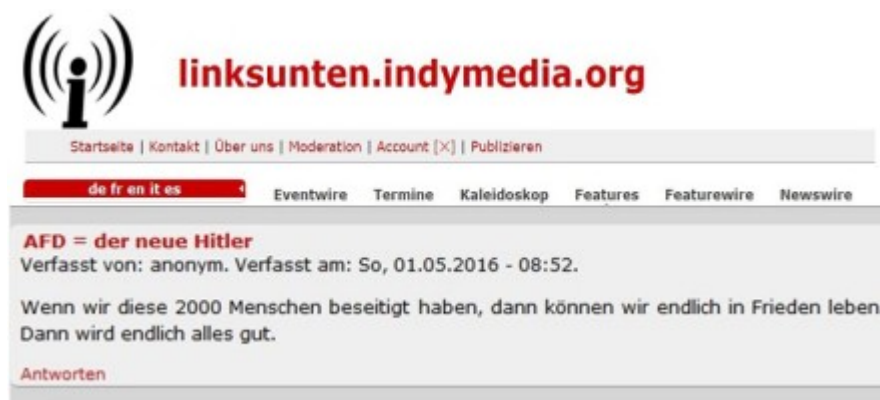 linksunten.indymedia.org
Startseite | Kontakt | Über uns | Moderation | Account [X] | Publizieren
de fr en it es Eventwire Termine Kaleidoskop Features Featurewire Newswire
AFD = der neue Hitler
Verfasst von: anonym. Verfasst am: So, 01.05.2016 - 08:52.
Wenn wir diese 2000 Menschen beseitigt haben, dann können wir endlich in Frieden leben
Dann wird endlich alles gut.
Antworten